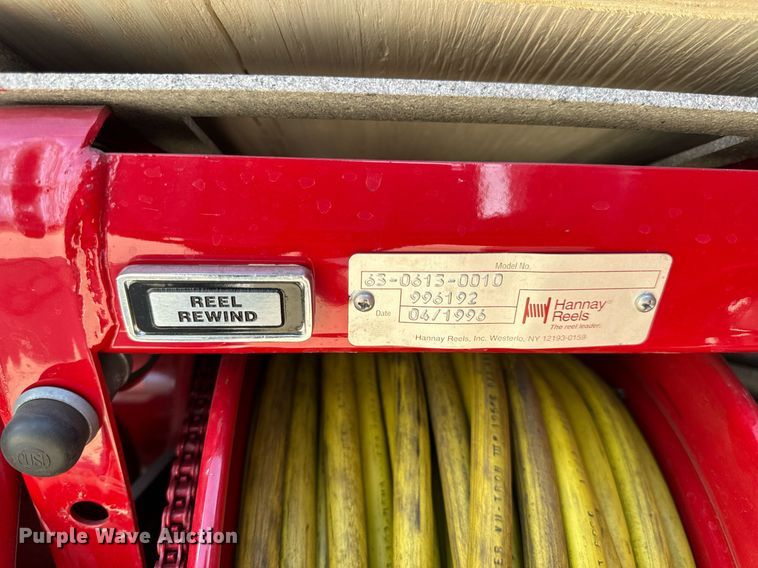 REEL
REWIND
Model No.
63-0613-0010
996192
Date 04/1996
Hannay®
Reels
The reel leader.
Hannay Reels, Inc. Westerlo, NY 12193-0159
PUSH
Purple Wave Auction